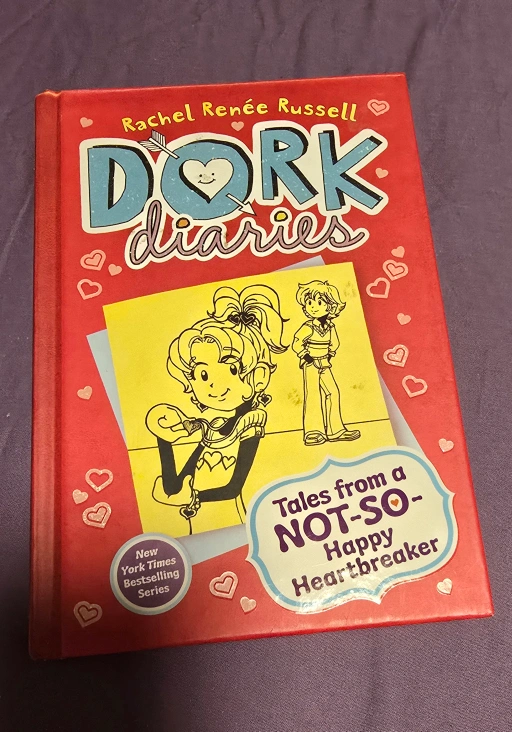 Rachel Renée Russell
DORK
diaries
Tales from a
NOT-SO-
Happy
Heartbreaker
New
York Times
Bestselling
Series